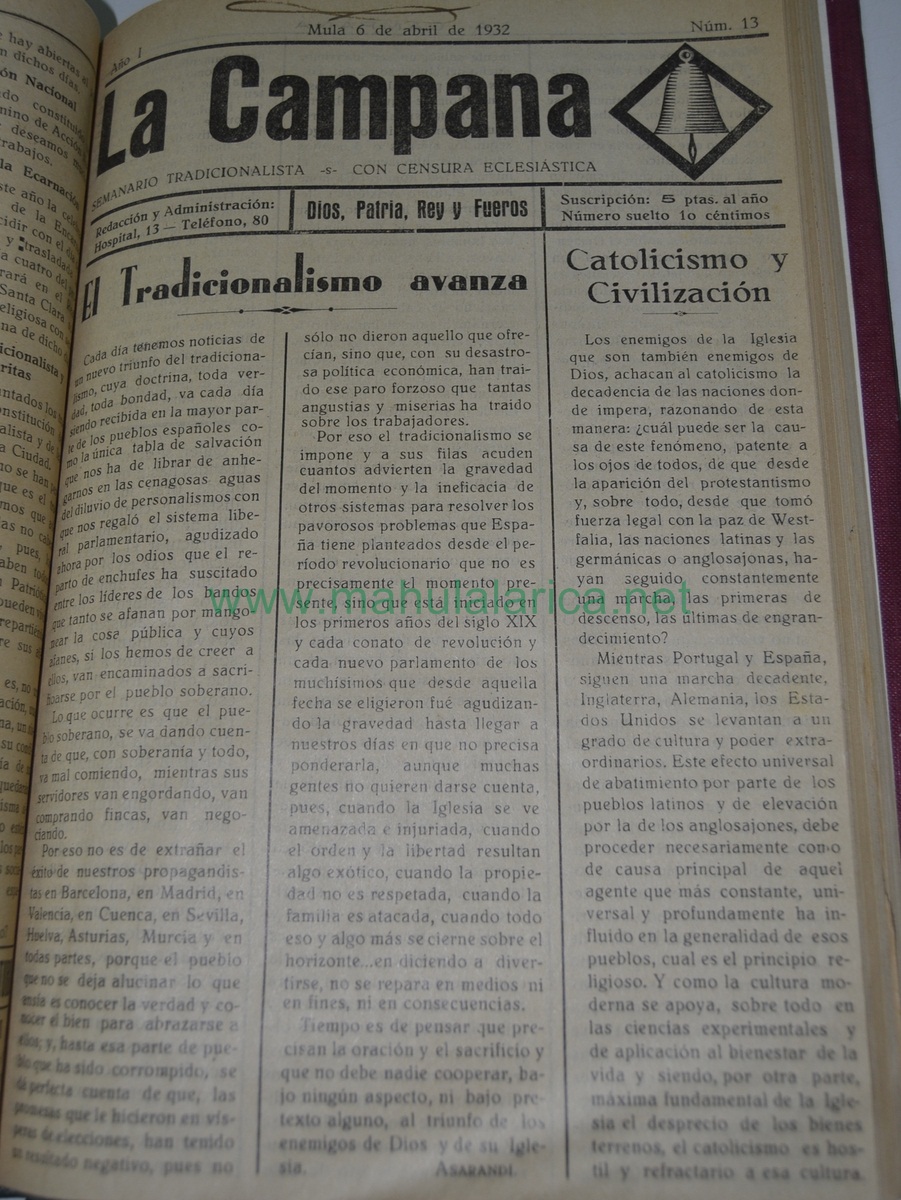 hay abiertas
en dichos días.
ón Nacional
la Ecarnación
este año la
de la
y trasladada
a cuatro del
rará en el
Santa Clara
eligiosa con
na de dicho
icionalista y
ritas
Ciudad.
Mula 6 de abril de 1932
Núm. 13
Año I
La Campana
SEMANARIO TRADICIONALISTA -s- CON CENSURA ECLESIÁSTICA
Redacción y Administración:
Hospital, 13 — Teléfono, 80
Dios, Patria, Rey y Fueros
Suscripción: 5 ptas. al año
Número suelto 10 céntimos
El Tradicionalismo avanza
Cada día tenemos noticias de
un nuevo triunfo del tradiciona-
lismo, cuya doctrina, toda ver-
dad, toda bondad, va cada día
siendo recibida en la mayor par-
te de los pueblos españoles co-
mo la única tabla de salvación
que nos ha de librar de anhe-
garnos en las cenagosas aguas
del diluvio de personalismos con
que nos regaló el sistema libe-
ral parlamentario, agudizado
ahora por los odios que el re-
parto de enchufes ha suscitado
entre los líderes de los bandos
que tanto se afanan por mango-
near la cosa pública y cuyos
afanes, si los hemos de creer a
ellos, van encaminados a sacri-
ficarse por el pueblo soberano.
Lo que ocurre es que el pue-
blo soberano, se va dando cuen-
ta de que, con soberanía y todo,
va mal comiendo, mientras sus
servidores van engordando, van
comprando fincas, van nego-
ciando.
Por eso no es de extrañar el
éxito de nuestros propagandis-
tas en Barcelona, en Madrid, en
Valencia, en Cuenca, en Sevilla,
Huelva, Asturias, Murcia y en
todas partes, porque el pueblo
que no se deja alucinar lo que
ansía es conocer la verdad y co-
nocer el bien para abrazarse a
ellos; y, hasta esa parte de pue-
blo que ha sido corrompido, se
da perfecta cuenta de que, las
promesas que le hicieron en vís-
peras de elecciones, han tenido
un resultado negativo, pues no
sólo no dieron aquello que ofre-
cían, sino que, con su desastro-
sa política económica, han traí-
do ese paro forzoso que tantas
angustias y miserias ha traido
sobre los trabajadores.
Por eso el tradicionalismo se
impone y a sus filas acuden
cuantos advierten la gravedad
del momento y la ineficacia de
otros sistemas para resolver los
pavorosos problemas que Espa-
ña tiene planteados desde el pe-
ríodo revolucionario que no es
precisamente el momento pre-
sente, sino que está iniciado en
los primeros años del siglo XIX
y cada conato de revolución y
cada nuevo parlamento de los
muchísimos que desde aquella
fecha se eligieron fué agudizan-
do la gravedad hasta llegar a
nuestros días en que no precisa
ponderarla, aunque muchas
gentes no quieren darse cuenta,
pues, cuando la Iglesia se ve
amenazada e injuriada, cuando
el orden y la libertad resultan
algo exótico, cuando la propie-
dad no es respetada, cuando la
familia es atacada, cuando todo
eso y algo más se cierne sobre el
horizonte...en diciendo a diver-
tirse, no se repara en medios ni
en fines, ni en consecuencias.
Tiempo es de pensar que pre-
cisan la oración y el sacrificio y
que no debe nadie cooperar, ba-
jo ningún aspecto, ni bajo pre-
texto alguno, al triunfo de los
enemigos de Dios y de su Igle-
sia. ASARANDI.
Catolicismo y
Civilización
Los enemigos de la Iglesia
que son también enemigos de
Dios, achacan al catolicismo la
decadencia de las naciones don-
de impera, razonando de esta
manera: ¿cuál puede ser la cau-
sa de este fenómeno, patente a
los ojos de todos, de que desde
la aparición del protestantismo
y, sobre todo, desde que tomó
fuerza legal con la paz de West-
falia, las naciones latinas y las
germánicas o anglosajonas, ha-
yan seguido constantemente
una marcha, las primeras de
descenso, las últimas de engran-
decimiento?
Mientras Portugal y España,
siguen una marcha decadente,
Inglaterra, Alemania, los Esta-
dos Unidos se levantan a un
grado de cultura y poder extra-
ordinarios. Este efecto universal
de abatimiento por parte de los
pueblos latinos y de elevación
por la de los anglosajones, debe
proceder necesariamente como
de causa principal de aquel
agente que más constante, uni-
versal y profundamente ha in-
fluído en la generalidad de esos
pueblos, cual es el principio re-
ligioso. Y como la cultura mo-
derna se apoya, sobre todo en
las ciencias experimentales y
de aplicación al bienestar de la
vida y siendo, por otra parte,
máxima fundamental de la Igle-
sia el desprecio de los bienes
terrenos, el catolicismo es hos-
til y refractario a esa cultura.
www.mahulalarica.net